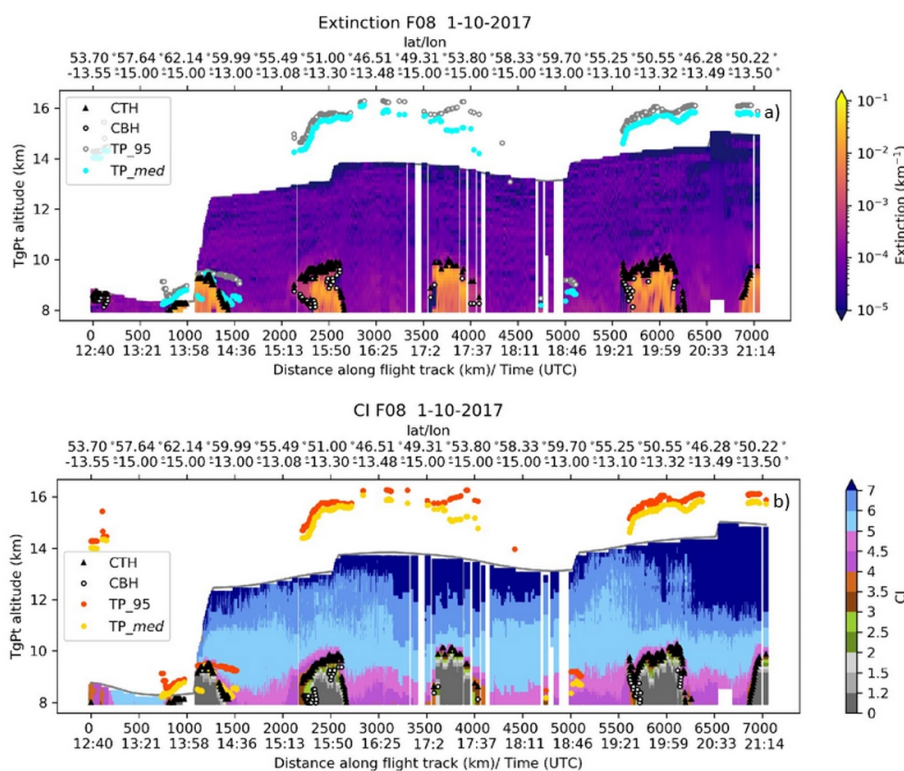 Extinction F08 1-10-2017
lat/lon
53.70 °57.64 °62.14 °59.99 °55.49 °51.00 °46.51 °49.31 °53.80 °58.33 °59.70 °55.25 °50.55 °46.28 °50.22 °
-13.55 °-15.00 °-15.00 °-13.00 °-13.08 °-13.30 °-13.48 °-15.00 °-15.00 °-15.00 °-13.00 °-13.10 °-13.32 °-13.49 °-13.50 °
a)
CTH
CBH
TP_95
TP_med
TgPt altitude (km)
16
14
12
10
8
0 500 1000 1500 2000 2500 3000 3500 4000 4500 5000 5500 6000 6500 7000
12:40 13:21 13:58 14:36 15:13 15:50 16:25 17:2 17:37 18:11 18:46 19:21 19:59 20:33 21:14
Distance along flight track (km)/ Time (UTC)
10⁻¹
10⁻²
10⁻³
10⁻⁴
10⁻⁵
Extinction (km⁻¹)
CI F08 1-10-2017
lat/lon
53.70 °57.64 °62.14 °59.99 °55.49 °51.00 °46.51 °49.31 °53.80 °58.33 °59.70 °55.25 °50.55 °46.28 °50.22 °
-13.55 °-15.00 °-15.00 °-13.00 °-13.08 °-13.30 °-13.48 °-15.00 °-15.00 °-15.00 °-13.00 °-13.10 °-13.32 °-13.49 °-13.50 °
b)
CTH
CBH
TP_95
TP_med
TgPt altitude (km)
16
14
12
10
8
0 500 1000 1500 2000 2500 3000 3500 4000 4500 5000 5500 6000 6500 7000
12:40 13:21 13:58 14:36 15:13 15:50 16:25 17:2 17:37 18:11 18:46 19:21 19:59 20:33 21:14
Distance along flight track (km)/ Time (UTC)
7
6
5
4.5
4
3.5
3
2.5
2
1.5
1.2
0
CI